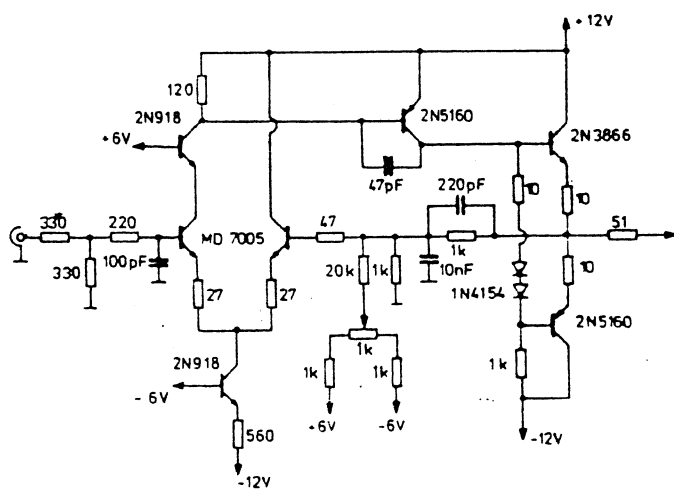 +12V
120
2N918
2N5160
+6V
2N3866
47pF
220pF
10
10
330
220
MD 7005
47
51
1k
330
100pF
20k
1k
10nF
10
1N4154
27
27
2N5160
2N918
1k
1k
1k
1k
-6V
560
+6V
-6V
-12V
-12V